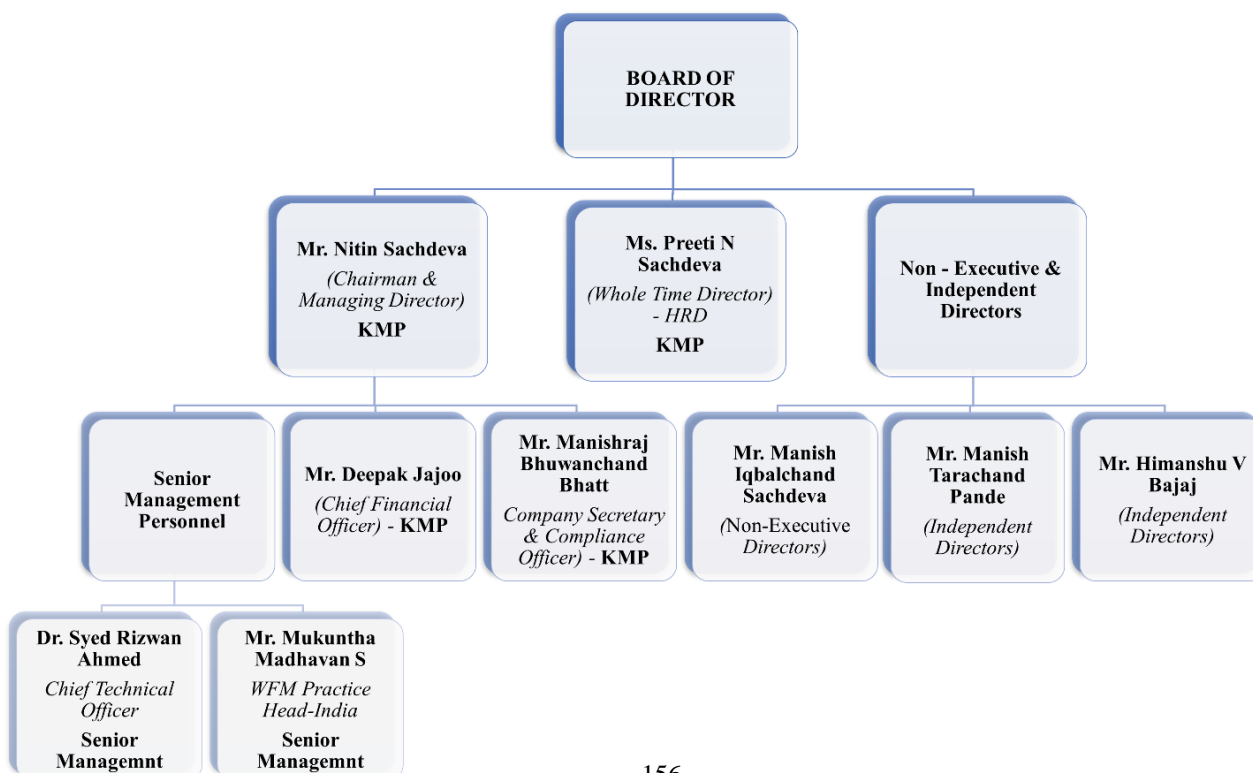 BOARD OF
DIRECTOR
Mr. Nitin Sachdeva
(Chairman &
Managing Director)
KMP
Ms. Preeti N
Sachdeva
(Whole Time Director)
- HRD
KMP
Non - Executive &
Independent
Directors
Senior
Management
Personnel
Mr. Deepak Jajoo
(Chief Financial
Officer) - KMP
Mr. Manishraj
Bhuwanchand
Bhatt
Company Secretary
& Compliance
Officer) - KMP
Mr. Manish
Iqbalchand
Sachdeva
(Non-Executive
Directors)
Mr. Manish
Tarachand
Pande
(Independent
Directors)
Mr. Himanshu V
Bajaj
(Independent
Directors)
Dr. Syed Rizwan
Ahmed
Chief Technical
Officer
Senior
Managemnt
Mr. Mukuntha
Madhavan S
WFM Practice
Head-India
Senior
Managemnt
156